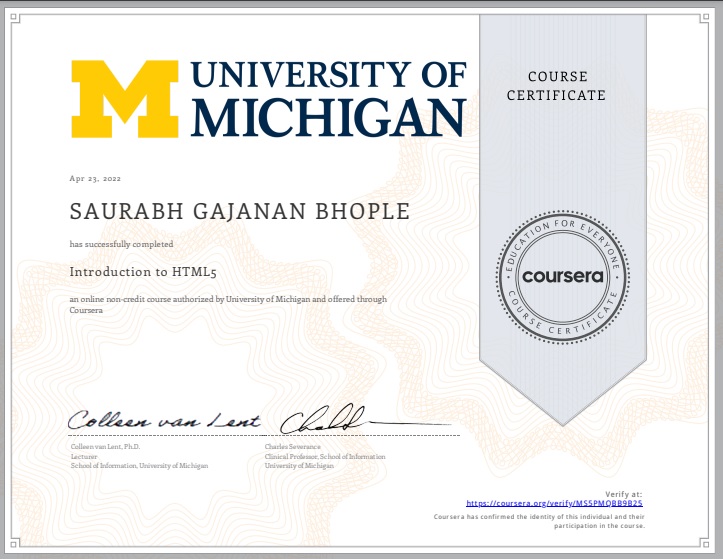 M UNIVERSITY OF
MICHIGAN
COURSE
CERTIFICATE
Apr 23, 2022
SAURABH GAJANAN BHOPLE
has successfully completed
Introduction to HTML5
an online non-credit course authorized by University of Michigan and offered through
Coursera
EDUCATION FOR EVERYONE
coursera
COURSE CERTIFICATE
Colleen van Lent
Colleen van Lent, Ph.D.
Lecturer
School of Information, University of Michigan
Charles Severance
Clinical Professor, School of Information
University of Michigan
Verify at:
https://coursera.org/verify/MS5PMQBB9B25
Coursera has confirmed the identity of this individual and their
participation in the course.